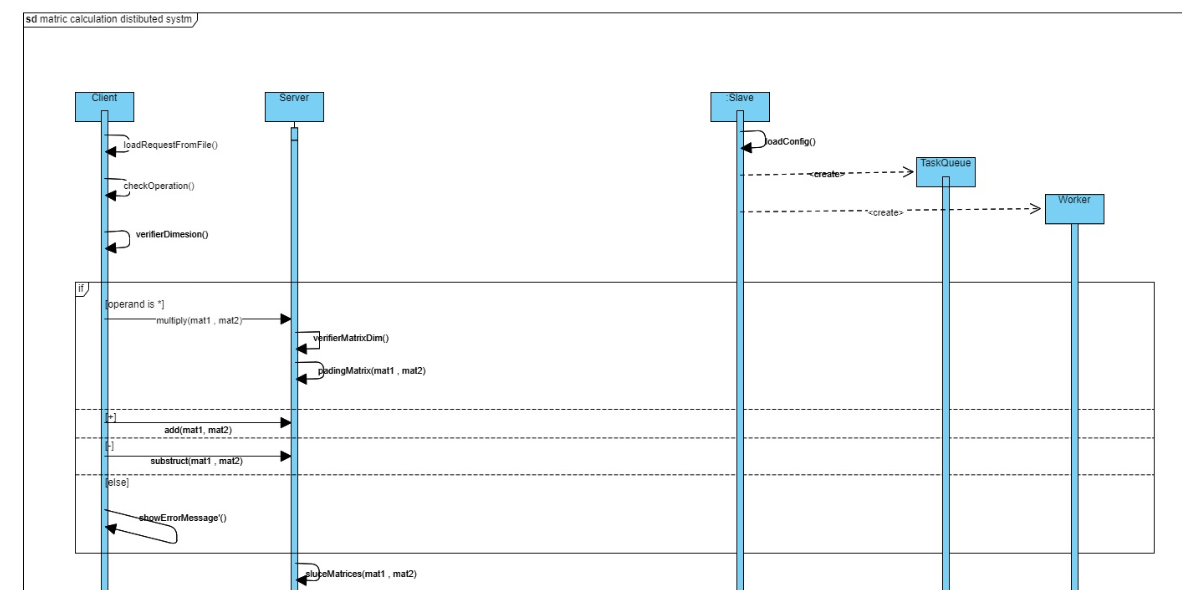 sd matric calculation distibuted systm
Client
Server
:Slave
loadRequestFromFile()
loadConfig()
TaskQueue
<create>
checkOperation()
Worker
<create>
verifierDimesion()
if
[operand is *]
multiply(mat1 , mat2)
verifierMatrixDim()
padingMatrix(mat1 , mat2)
[+]
add(mat1, mat2)
[-]
substruct(mat1 , mat2)
[else]
showErrorMessage'()
sluceMatrices(mat1 , mat2)